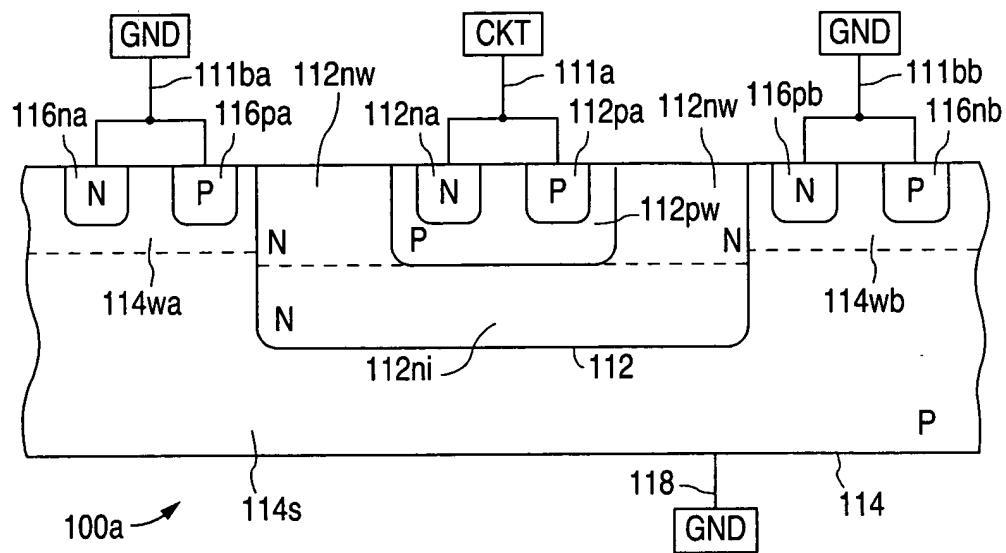 GND CKT GND
111ba 112nw 111a 112nw 111bb
116na 116pa 112na 112pa 116pb 116nb
N P N P N P
112pw
N P N
114wa 114wb
N
112ni 112
P
114s 118 114
100a GND